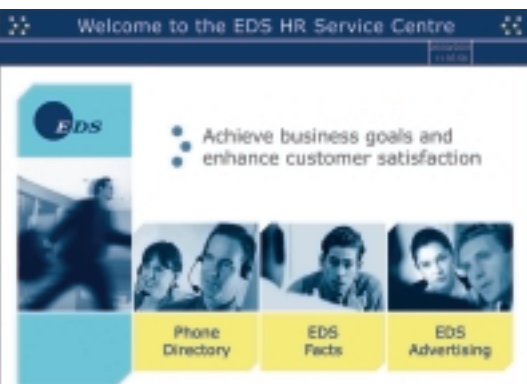 Welcome to the EDS HR Service Centre
EDS
Achieve business goals and
enhance customer satisfaction
Phone
Directory
EDS
Facts
EDS
Advertising